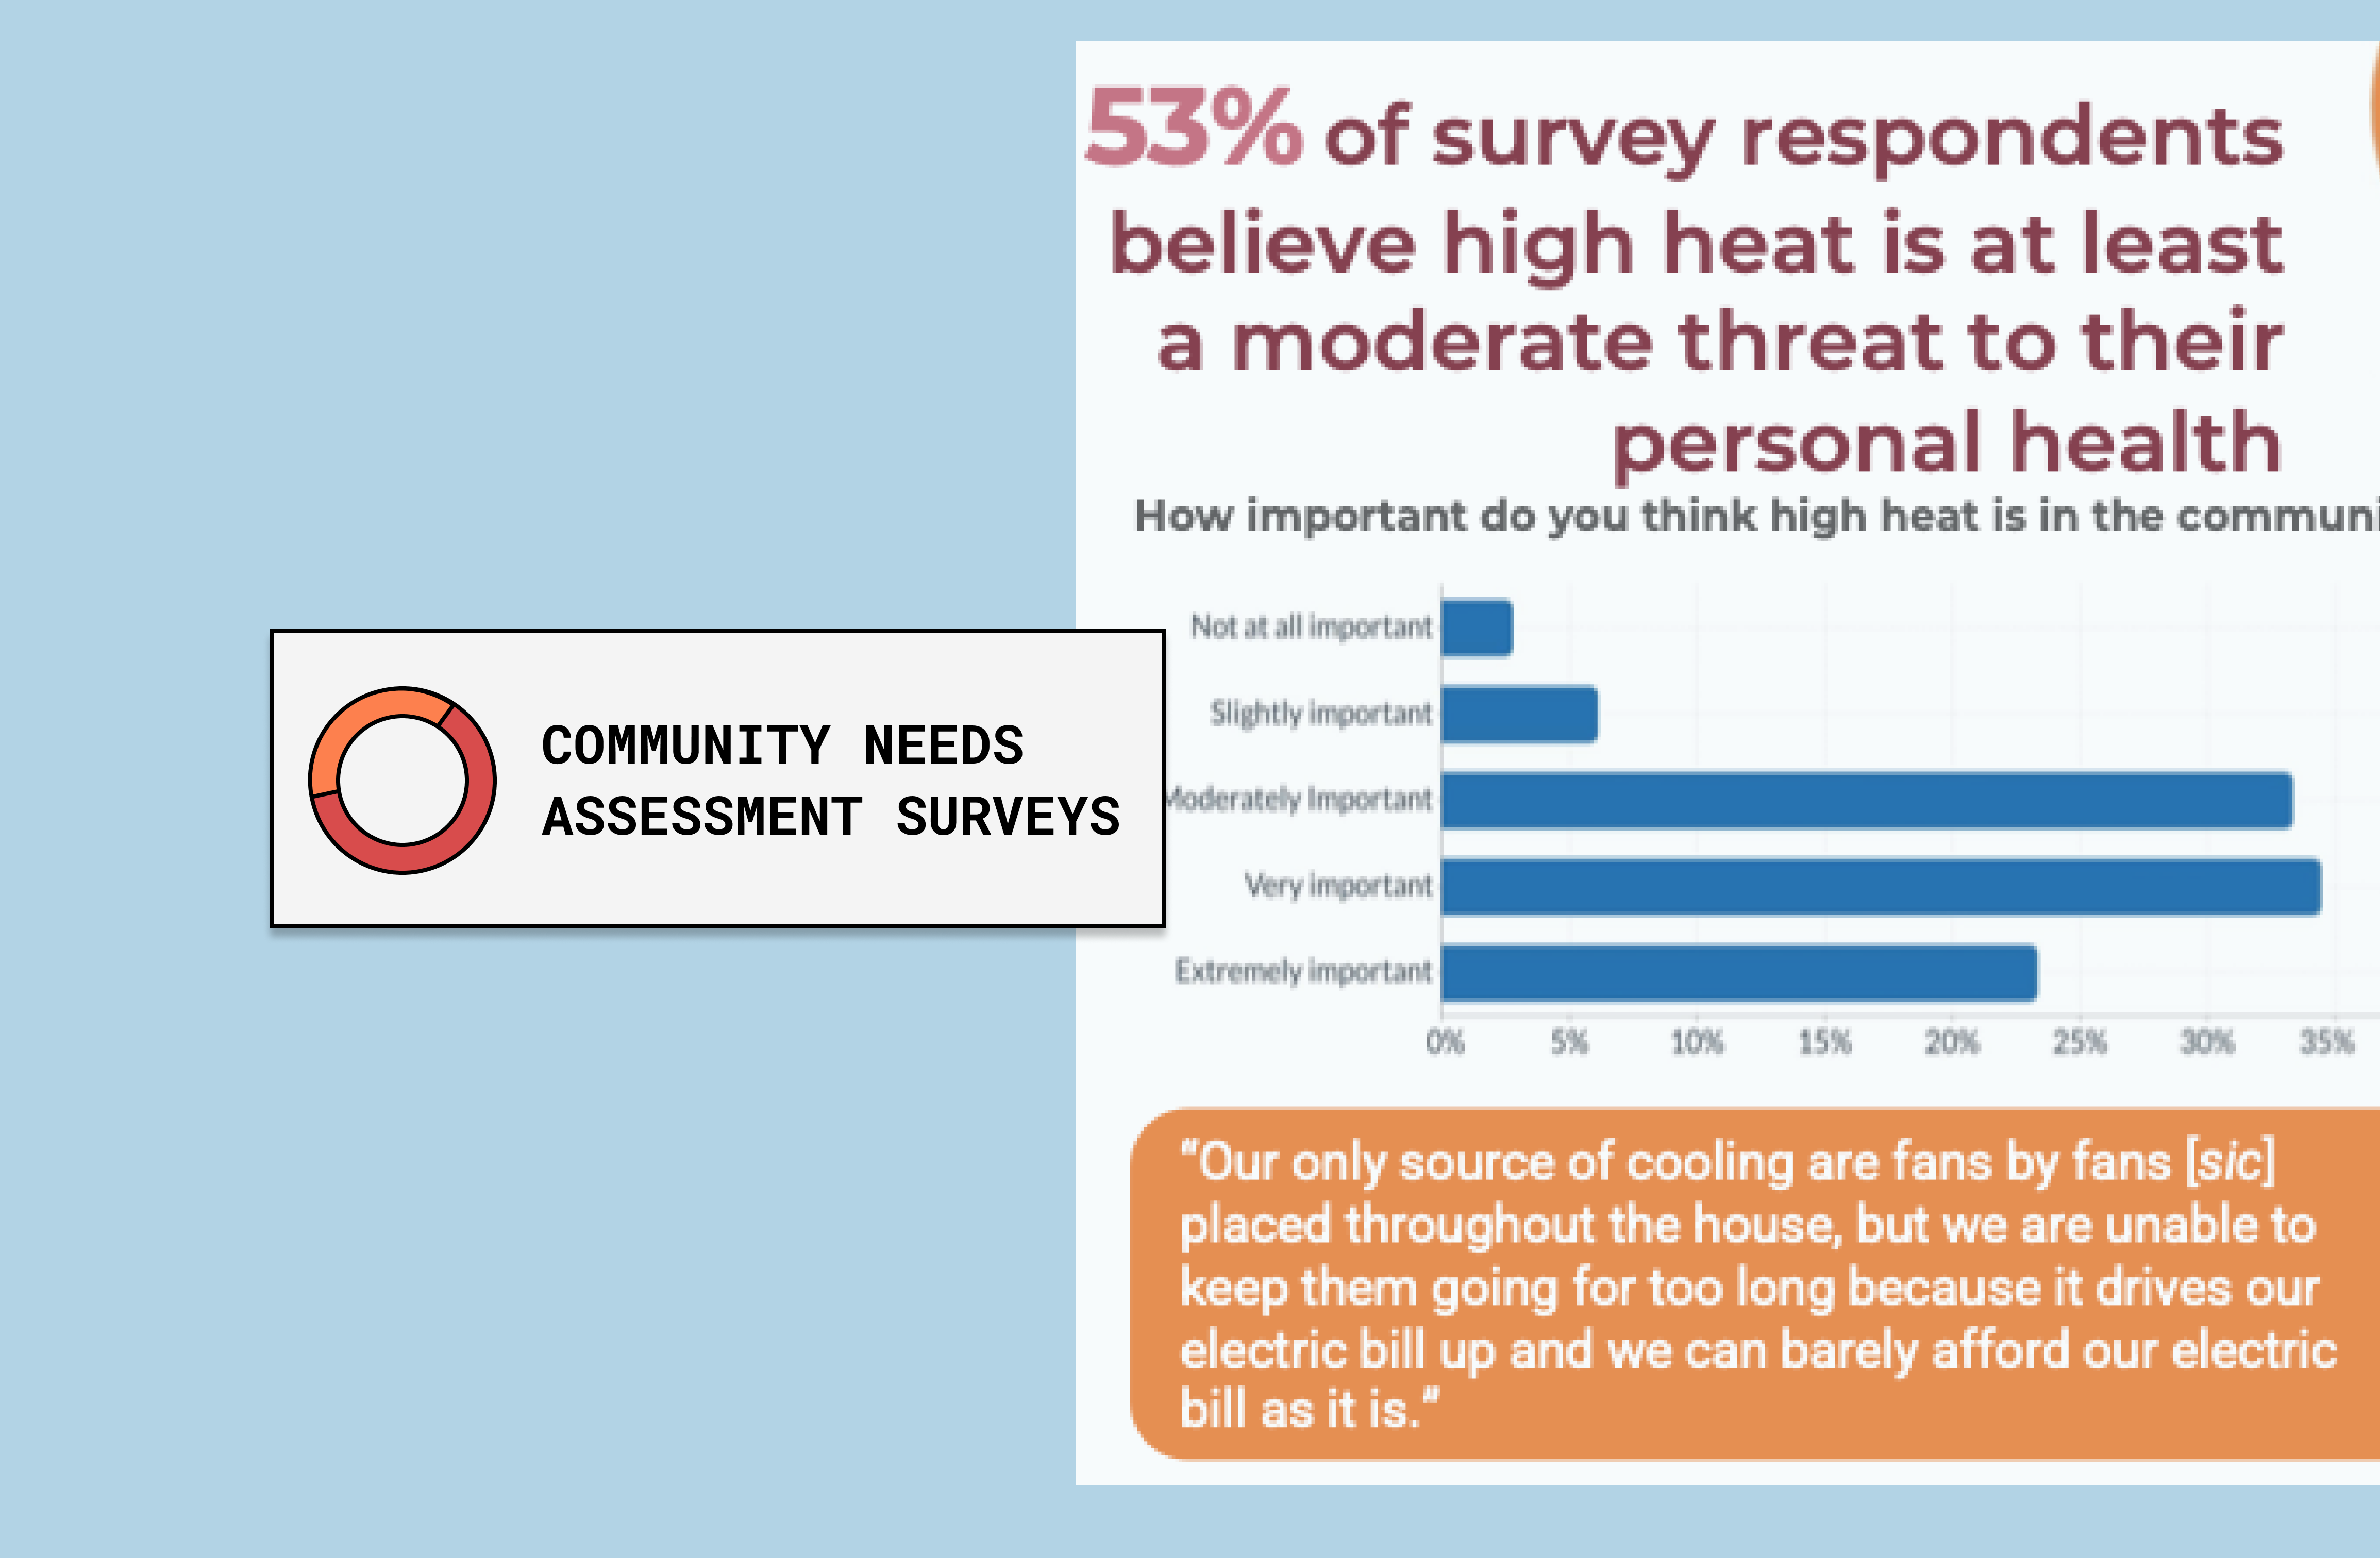 53% of survey respondents
believe high heat is at least
a moderate threat to their
personal health
How important do you think high heat is in the
Not at all important
Slightly important
Moderately Important
Very important
Extremely important
0% 5% 10% 15% 20% 25% 30% 35%
COMMUNITY NEEDS
ASSESSMENT SURVEYS
“Our only source of cooling are fans by fans [sic]
placed throughout the house, but we are unable to
keep them going for too long because it drives our
electric bill up and we can barely afford our electric
bill as it is.”